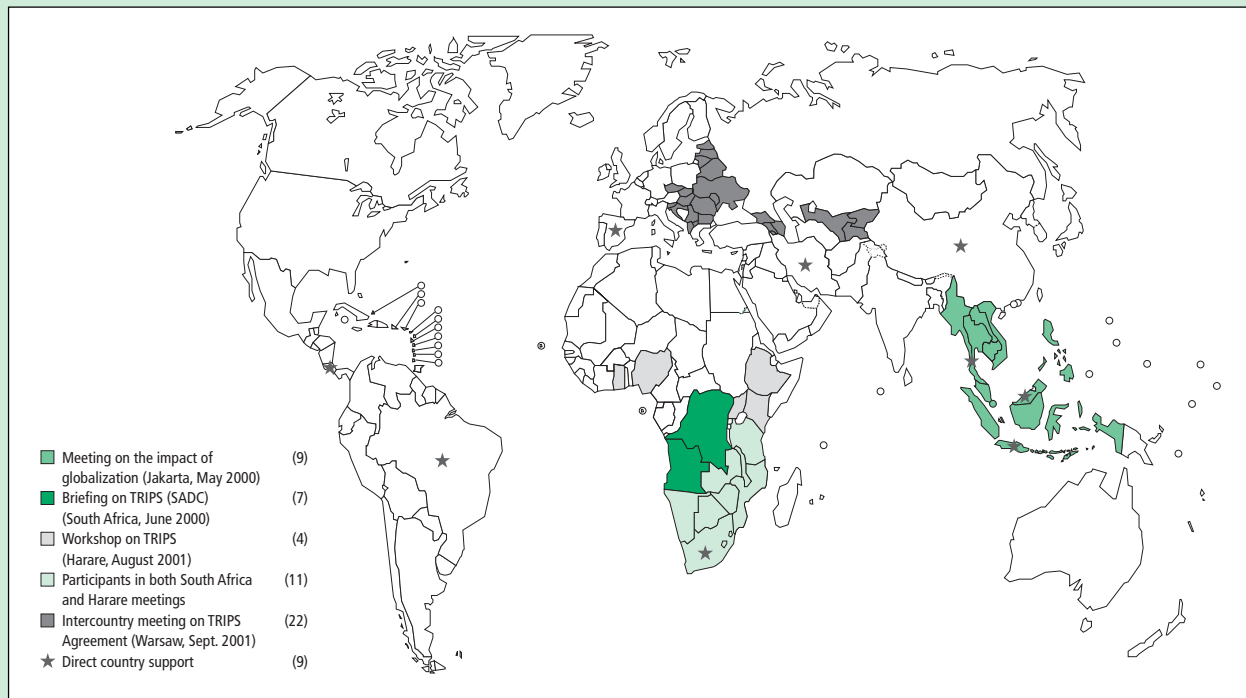 Meeting on the impact of (9)
globalization (Jakarta, May 2000)
Briefing on TRIPS (SADC) (7)
(South Africa, June 2000)
Workshop on TRIPS (4)
(Harare, August 2001)
Participants in both South Africa (11)
and Harare meetings
Intercountry meeting on TRIPS (22)
Agreement (Warsaw, Sept. 2001)
Direct country support (9)